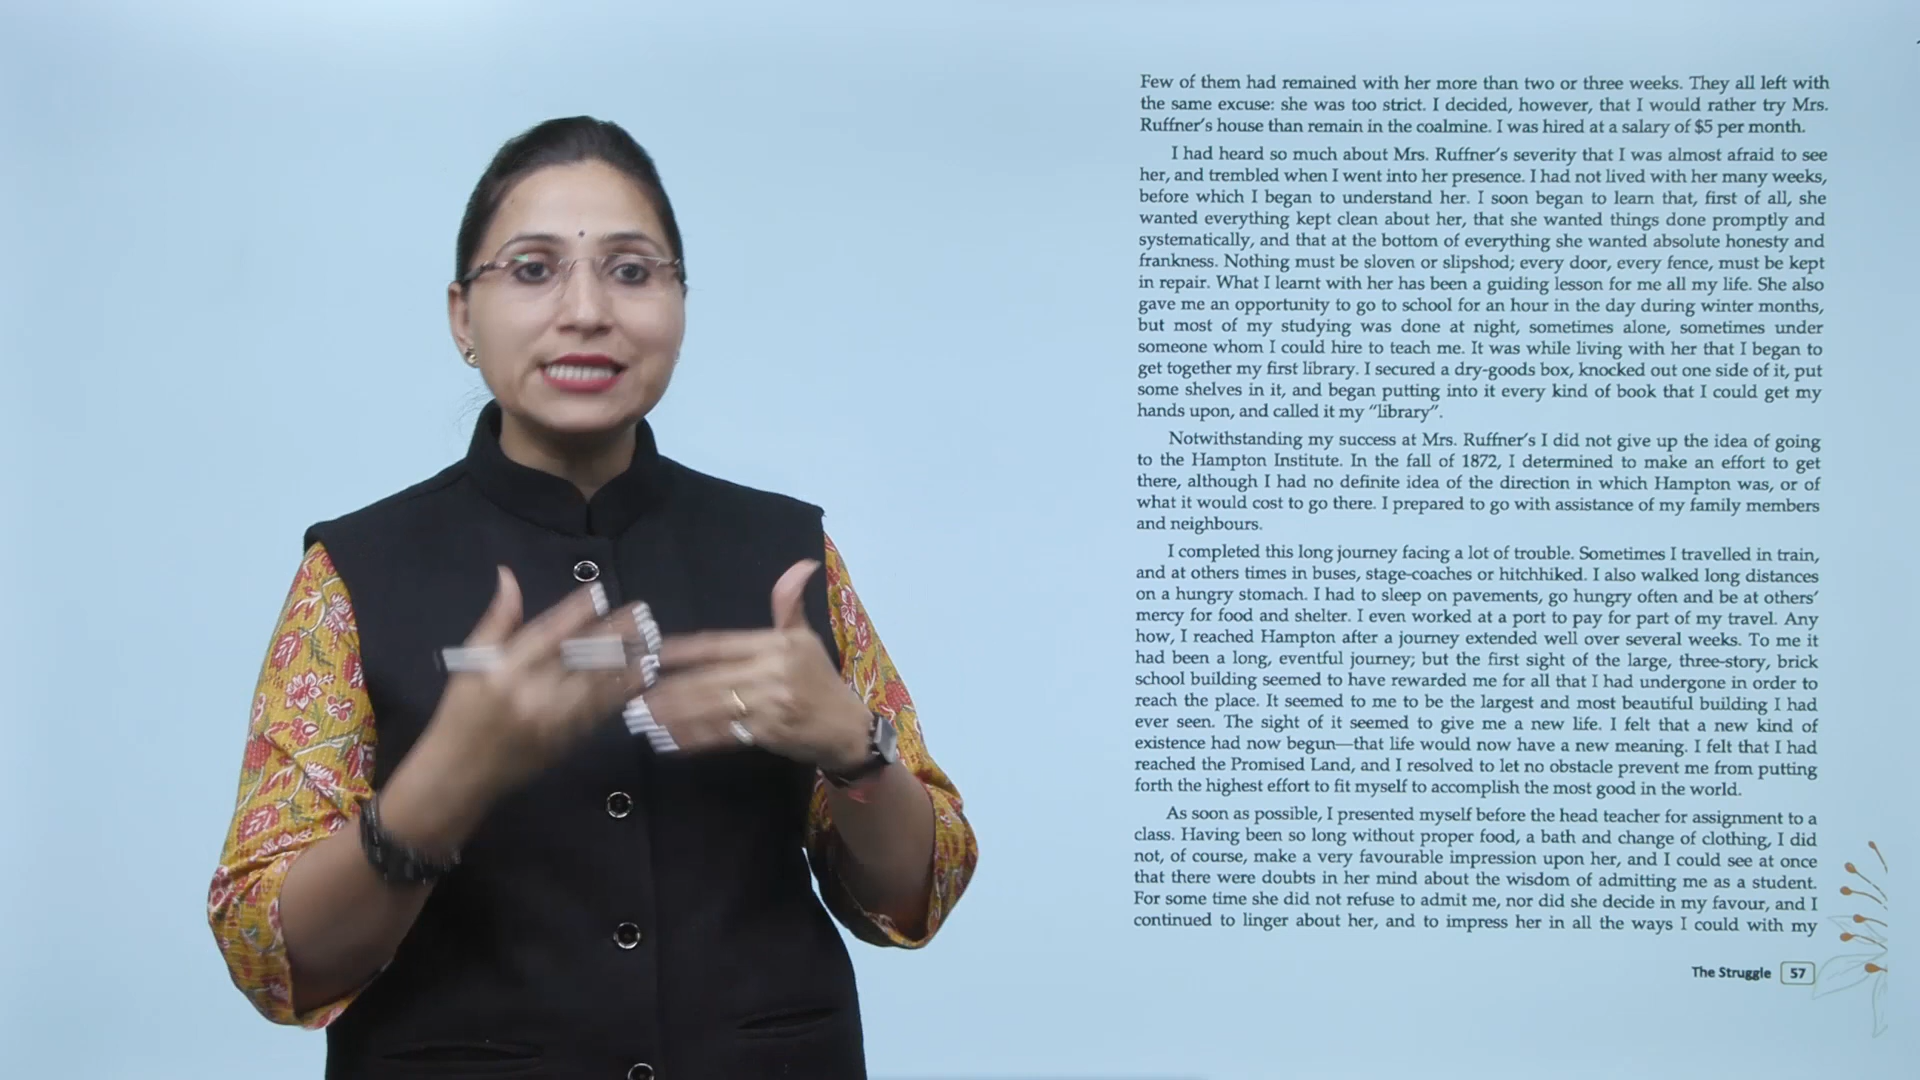 Few of them had remained with her more than two or three weeks. They all left with
the same excuse: she was too strict. I decided, however, that I would rather try Mrs.
Ruffner's house than remain in the coalmine. I was hired at a salary of $5 per month.
I had heard so much about Mrs. Ruffner's severity that I was almost afraid to see
her, and trembled when I went into her presence. I had not lived with her many weeks,
before which I began to understand her. I soon began to learn that, first of all, she
wanted everything kept clean about her, that she wanted things done promptly and
systematically, and that at the bottom of everything she wanted absolute honesty and
frankness. Nothing must be sloven or slipshod; every door, every fence, must be kept
in repair. What I learnt with her has been a guiding lesson for me all my life. She also
gave me an opportunity to go to school for an hour in the day during winter months,
but most of my studying was done at night, sometimes alone, sometimes under
someone whom I could hire to teach me. It was while living with her that I began to
get together my first library. I secured a dry-goods box, knocked out one side of it, put
some shelves in it, and began putting into it every kind of book that I could get my
hands upon, and called it my “library”.
Notwithstanding my success at Mrs. Ruffner's I did not give up the idea of going
to the Hampton Institute. In the fall of 1872, I determined to make an effort to get
there, although I had no definite idea of the direction in which Hampton was, or of
what it would cost to go there. I prepared to go with assistance of my family members
and neighbours.
I completed this long journey facing a lot of trouble. Sometimes I travelled in train,
and at others times in buses, stage-coaches or hitchhiked. I also walked long distances
on a hungry stomach. I had to sleep on pavements, go hungry often and be at others'
mercy for food and shelter. I even worked at a port to pay for part of my travel. Any
how, I reached Hampton after a journey extended well over several weeks. To me it
had been a long, eventful journey; but the first sight of the large, three-story, brick
school building seemed to have rewarded me for all that I had undergone in order to
reach the place. It seemed to me to be the largest and most beautiful building I had
ever seen. The sight of it seemed to give me a new life. I felt that a new kind of
existence had now begun—that life would now have a new meaning. I felt that I had
reached the Promised Land, and I resolved to let no obstacle prevent me from putting
forth the highest effort to fit myself to accomplish the most good in the world.
As soon as possible, I presented myself before the head teacher for assignment to a
class. Having been so long without proper food, a bath and change of clothing, I did
not, of course, make a very favourable impression upon her, and I could see at once
that there were doubts in her mind about the wisdom of admitting me as a student.
For some time she did not refuse to admit me, nor did she decide in my favour, and I
continued to linger about her, and to impress her in all the ways I could with my
The Struggle 57